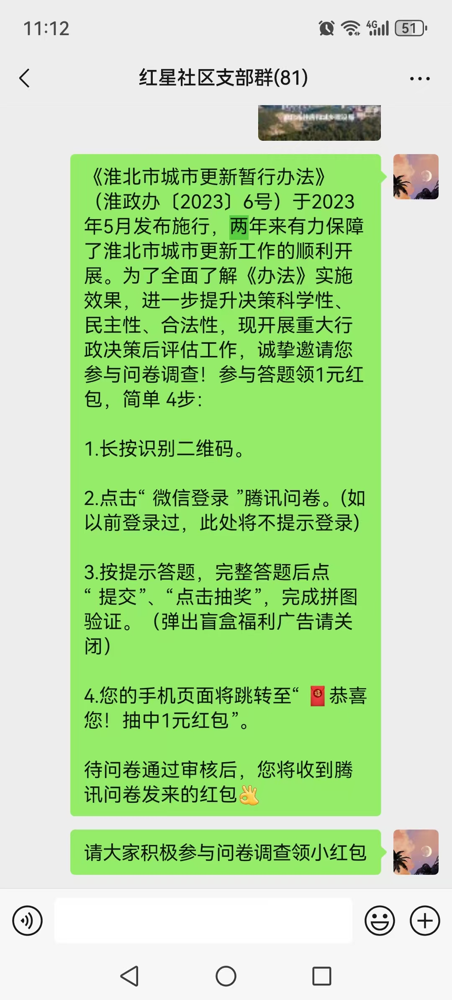 11:12
4G
51
红星社区支部群(81)
《淮北市城市更新暂行办法》
（淮政办〔2023〕6号）于2023
年5月发布施行，两年来有力保障
了淮北市城市更新工作的顺利开
展。为了全面了解《办法》实施
效果，进一步提升决策科学性、
民主性、合法性，现开展重大行
政决策后评估工作，诚挚邀请您
参与问卷调查！参与答题领1元红
包，简单 4步：
1.长按识别二维码。
2.点击“ 微信登录 ”腾讯问卷。(如
以前登录过，此处将不提示登录)
3.按提示答题，完整答题后点
“ 提交”、“点击抽奖”，完成拼图
验证。（弹出盲盒福利广告请关
闭）
4.您的手机页面将跳转至“ 🧧恭喜
您！抽中1元红包”。
待问卷通过审核后，您将收到腾
讯问卷发来的红包👌
请大家积极参与问卷调查领小红包